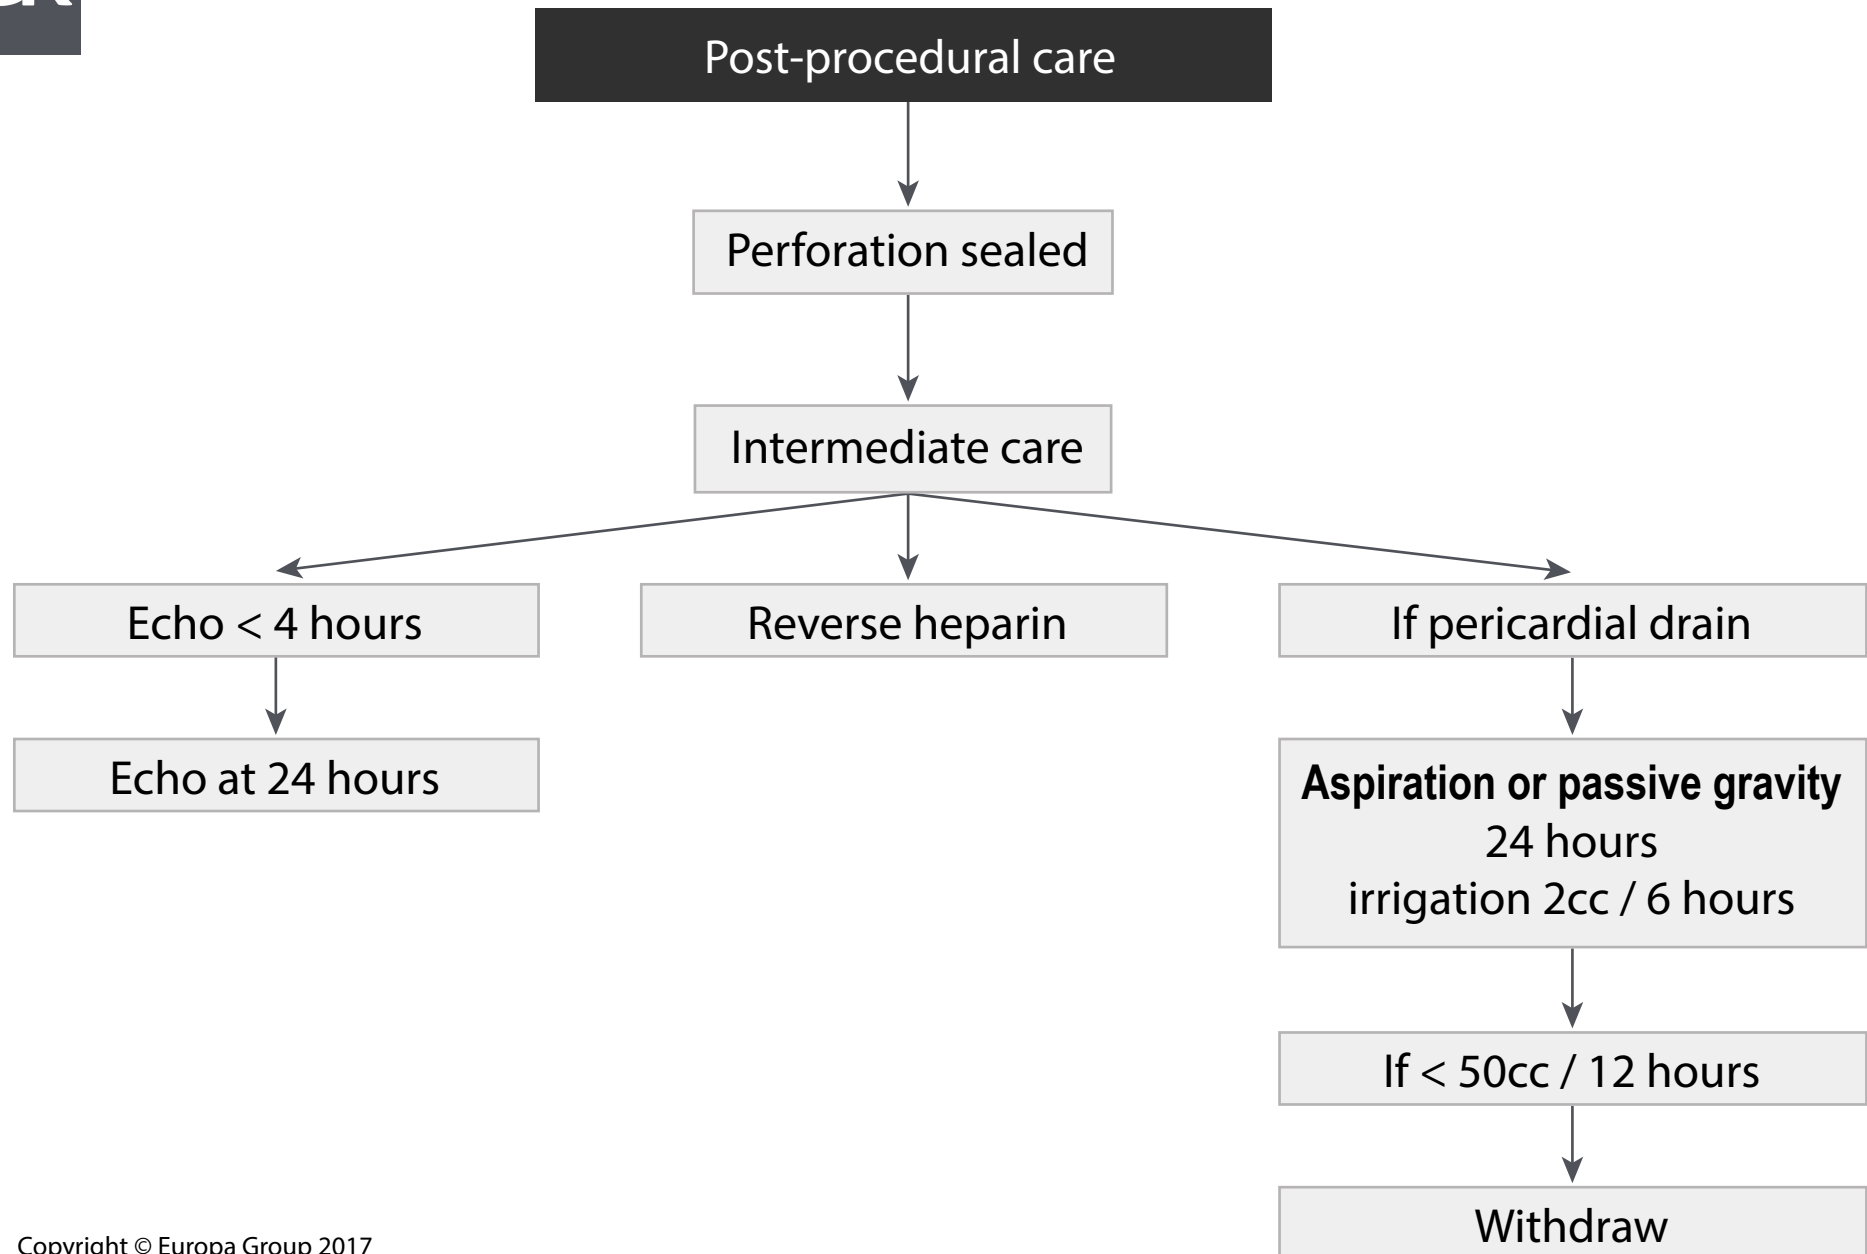 Post-procedural care
Perforation sealed
Intermediate care
Echo < 4 hours
Reverse heparin
If pericardial drain
Echo at 24 hours
Aspiration or passive gravity
24 hours
irrigation 2cc / 6 hours
If < 50cc / 12 hours
Withdraw
Copyright © Europa Group 2017